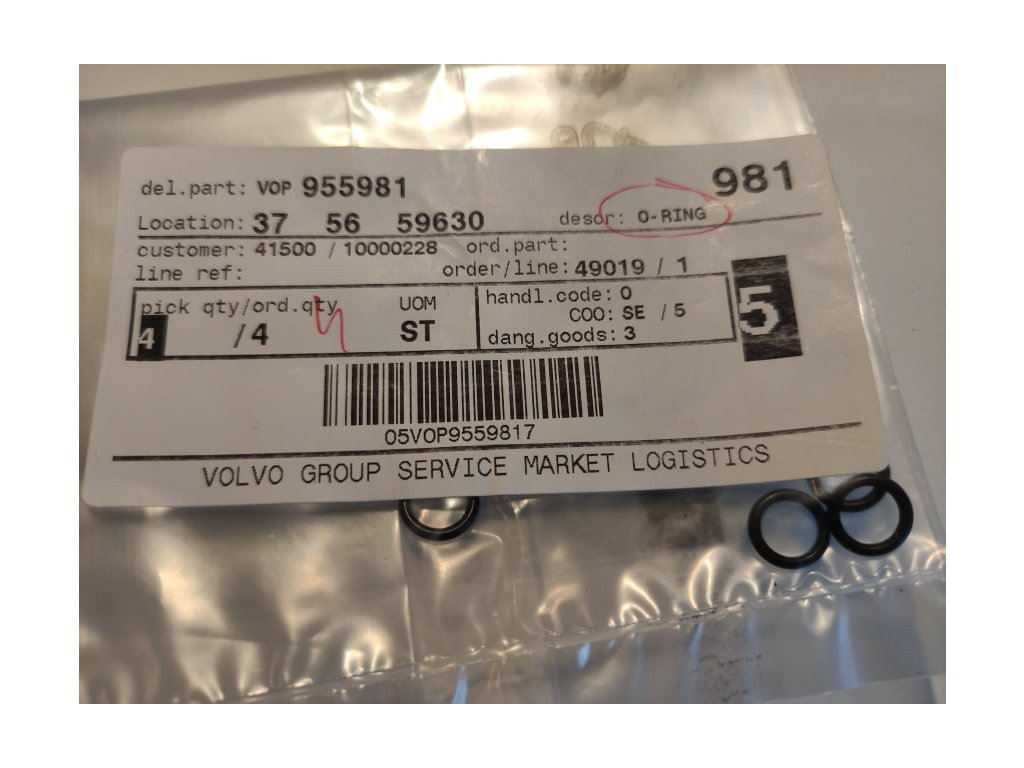 del.part: VOP 955981 981
Location: 37 56 59630 descr: O-RING
customer: 41500 / 10000228 ord.part:
line ref: order/line: 49019 / 1
pick qty/ord.qty UOM handl.code: 0
4 /4 4 ST COO: SE / 5 5
dang.goods: 3
05VOP9559817
VOLVO GROUP SERVICE MARKET LOGISTICS